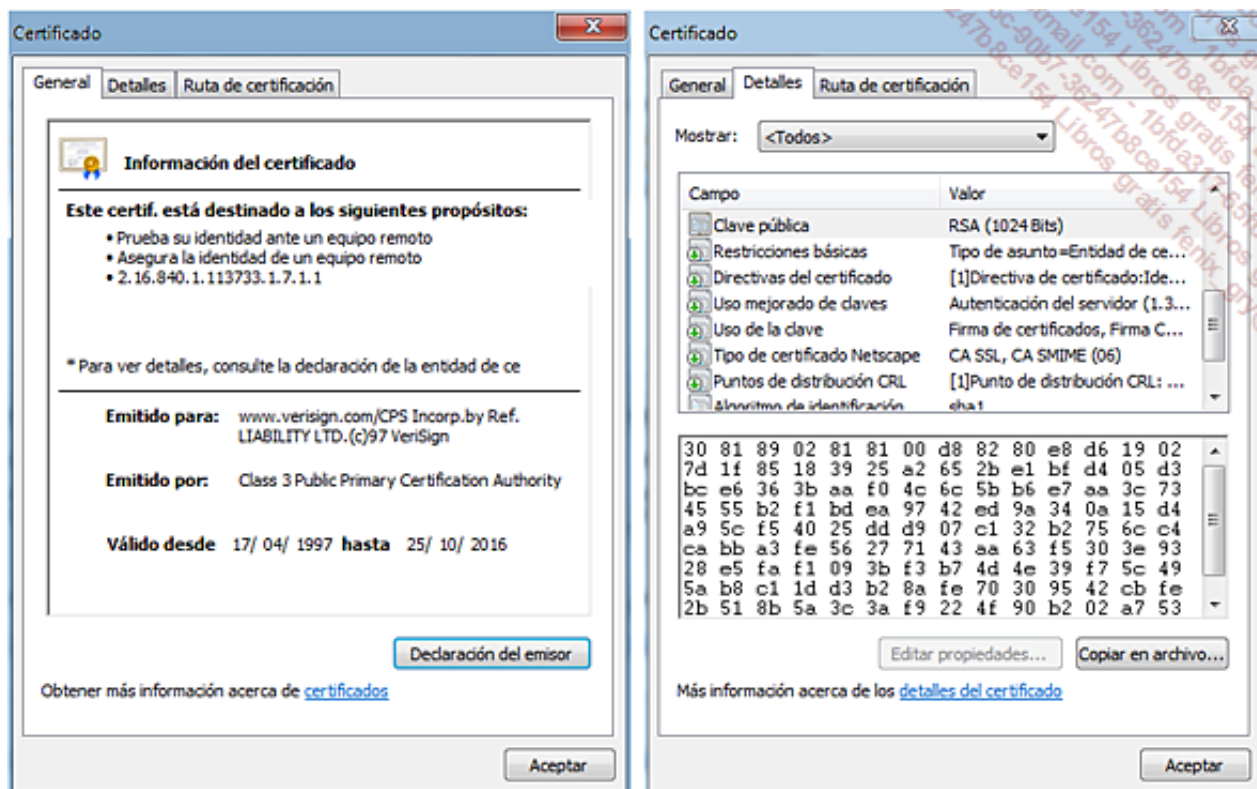 Certificado
General Detalles Ruta de certificación
Información del certificado
Este certif. está destinado a los siguientes propósitos:
• Prueba su identidad ante un equipo remoto
• Asegura la identidad de un equipo remoto
• 2.16.840.1.113733.1.7.1.1
* Para ver detalles, consulte la declaración de la entidad de ce
Emitido para: www.verisign.com/CPS Incorp.by Ref.
LIABILITY LTD.(c)97 VeriSign
Emitido por: Class 3 Public Primary Certification Authority
Válido desde 17/ 04/ 1997 hasta 25/ 10/ 2016
Declaración del emisor
Obtener más información acerca de certificados
Aceptar
Certificado
General Detalles Ruta de certificación
Mostrar: <Todos>
Campo Valor
Clave pública RSA (1024 Bits)
Restricciones básicas Tipo de asunto=Entidad de ce...
Directivas del certificado [1]Directiva de certificado:Ide...
Uso mejorado de claves Autenticación del servidor (1.3...
Uso de la clave Firma de certificados, Firma C...
Tipo de certificado Netscape CA SSL, CA SMIME (06)
Puntos de distribución CRL [1]Punto de distribución CRL: ...
Algoritmo de identificación sha1
30 81 89 02 81 81 00 d8 82 80 e8 d6 19 02
7d 1f 85 18 39 25 a2 65 2b e1 bf d4 05 d3
bc e6 36 3b aa f0 4c 6c 5b b6 e7 aa 3c 73
45 55 b2 f1 bd ea 97 42 ed 9a 34 0a 15 d4
a9 5c f5 40 25 dd d9 07 c1 32 b2 75 6c c4
ca bb a3 fe 56 27 71 43 aa 63 f5 30 3e 93
28 e5 fa f1 09 3b f3 b7 4d 4e 39 f7 5c 49
5a b8 c1 1d d3 b2 8a fe 70 30 95 42 cb fe
2b 51 8b 5a 3c 3a f9 22 4f 90 b2 02 a7 53
Editar propiedades... Copiar en archivo...
Más información acerca de los detalles del certificado
Aceptar